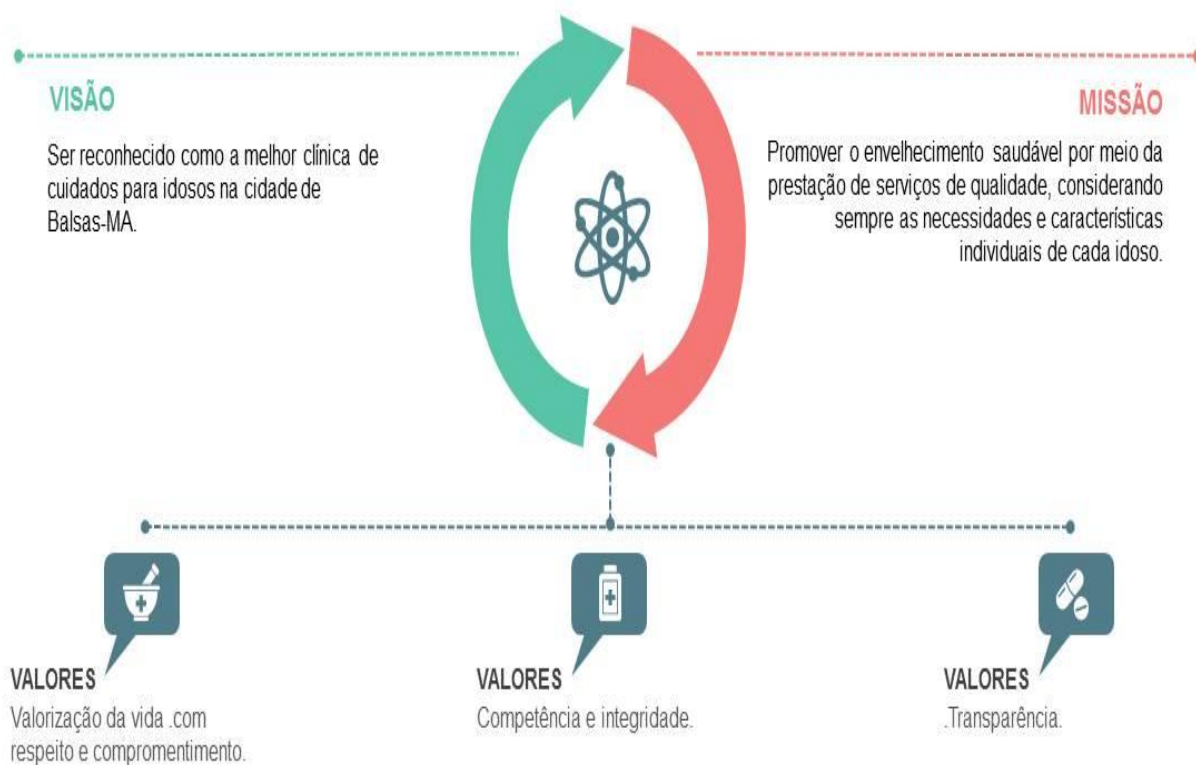 VISÃO
Ser reconhecido como a melhor clínica de
cuidados para idosos na cidade de
Balsas-MA.
MISSÃO
Promover o envelhecimento saudável por meio da
prestação de serviços de qualidade, considerando
sempre as necessidades e características
individuais de cada idoso.
VALORES
Valorização da vida .com
respeito e compromentimento.
VALORES
Competência e integridade.
VALORES
.Transparência.